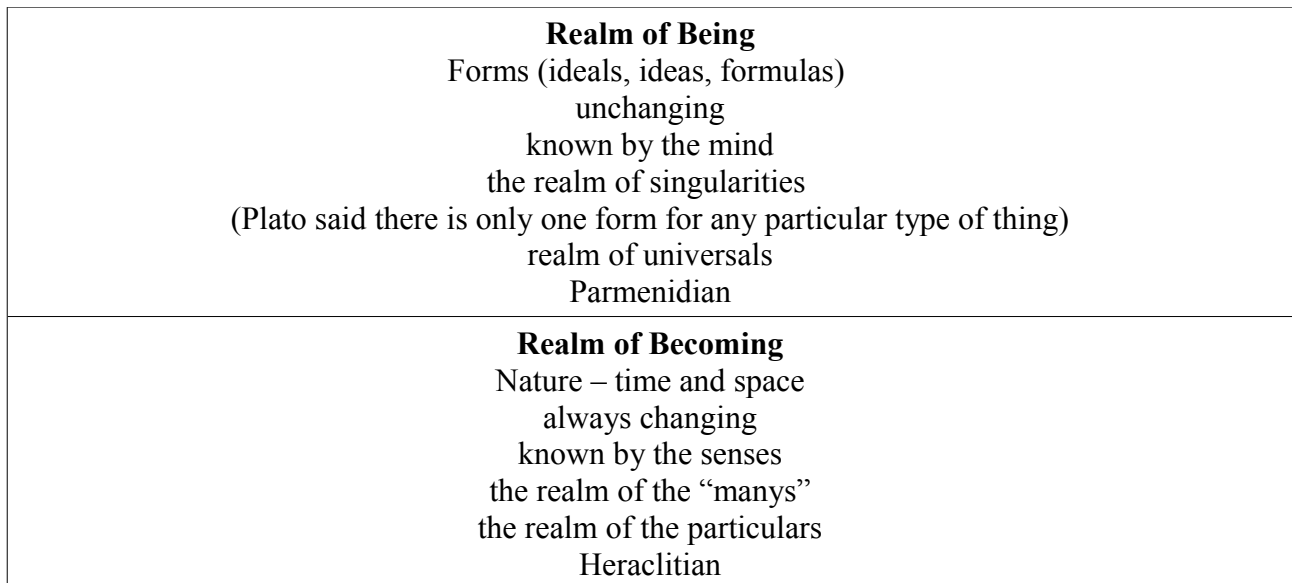 Realm of Being
Forms (ideals, ideas, formulas)
unchanging
known by the mind
the realm of singularities
(Plato said there is only one form for any particular type of thing)
realm of universals
Parmenidian
Realm of Becoming
Nature – time and space
always changing
known by the senses
the realm of the “manys”
the realm of the particulars
Heraclitian